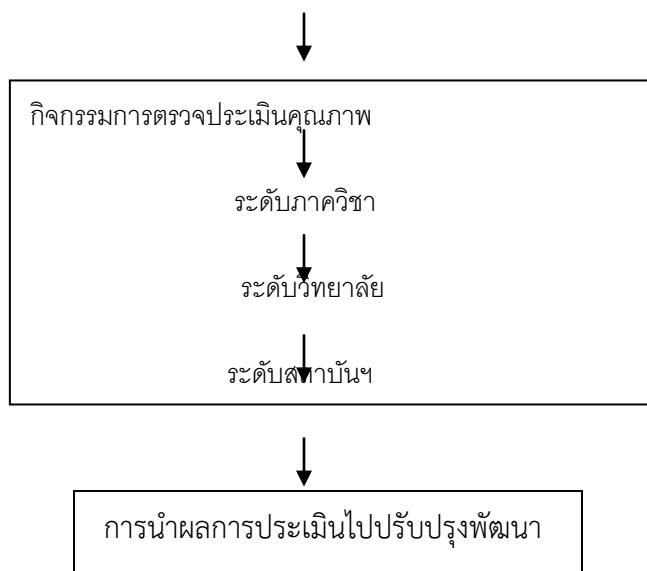 กิจกรรมการตรวจประเมินคุณภาพ
ระดับภาควิชา
ระดับวิทยาลัย
ระดับสถาบันฯ
การนำผลการประเมินไปปรับปรุงพัฒนา